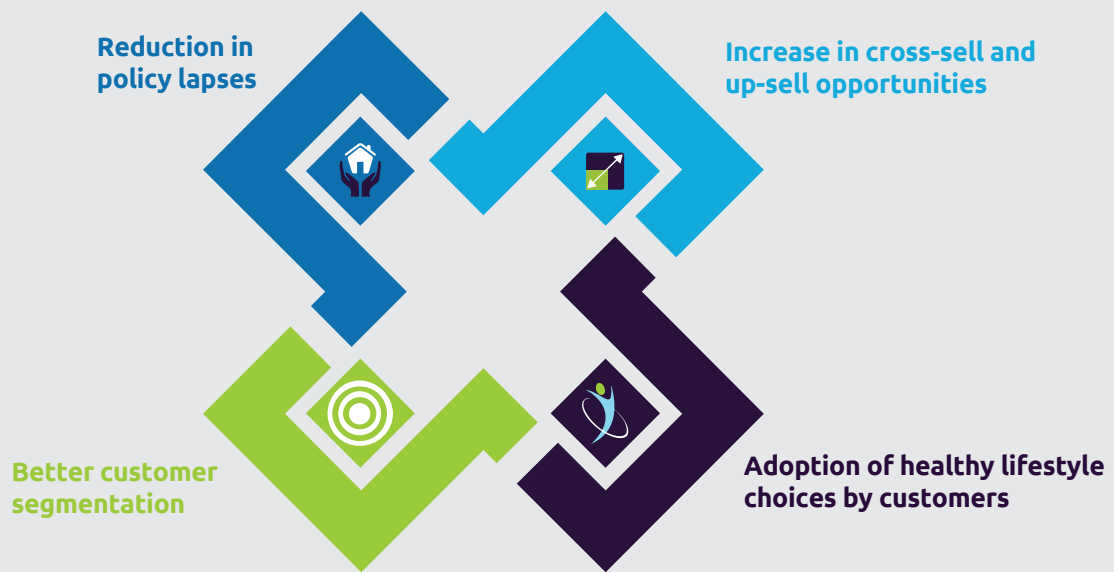 Reduction in
policy lapses
Increase in cross-sell and
up-sell opportunities
Better customer
segmentation
Adoption of healthy lifestyle
choices by customers